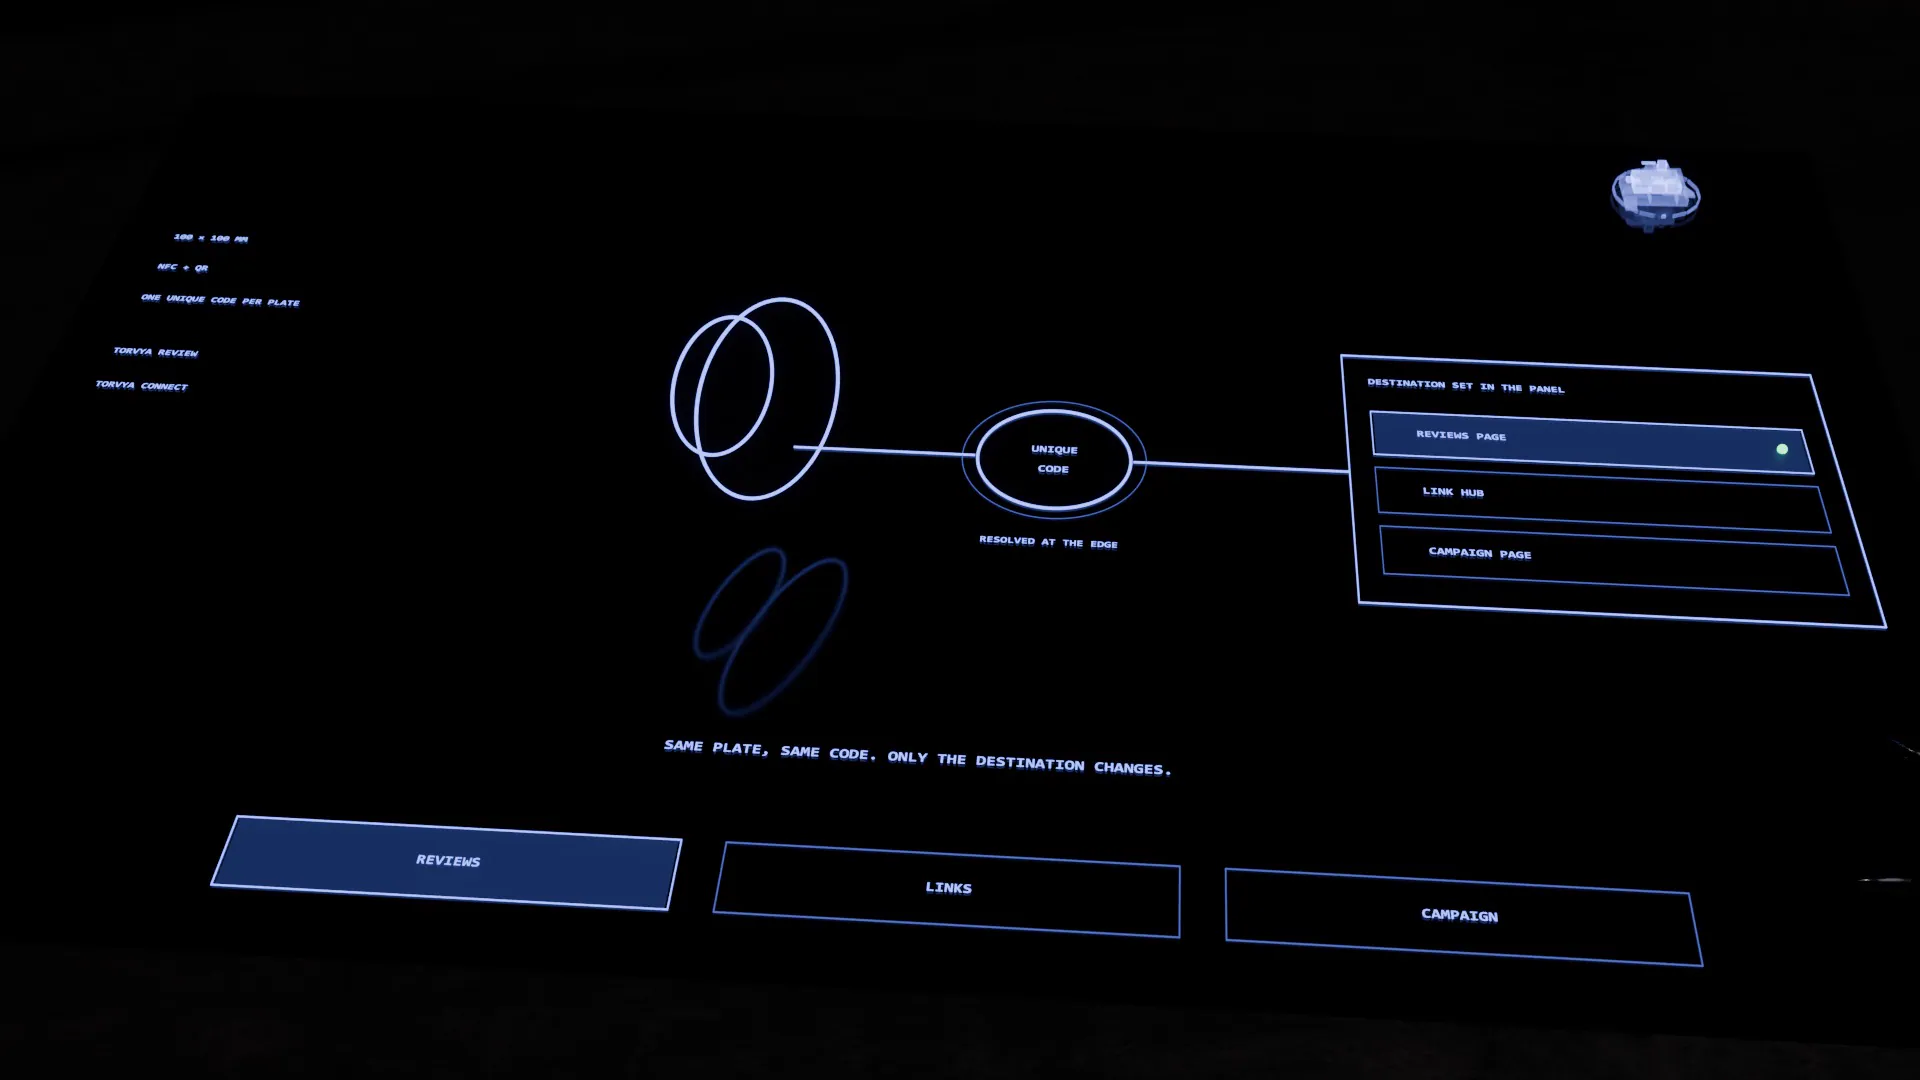 100 × 100 MM
NFC + QR
ONE UNIQUE CODE PER PLATE
TORVYA REVIEW
TORVYA CONNECT
UNIQUE
CODE
RESOLVED AT THE EDGE
DESTINATION SET IN THE PANEL
REVIEWS PAGE
LINK HUB
CAMPAIGN PAGE
SAME PLATE, SAME CODE. ONLY THE DESTINATION CHANGES.
REVIEWS
LINKS
CAMPAIGN